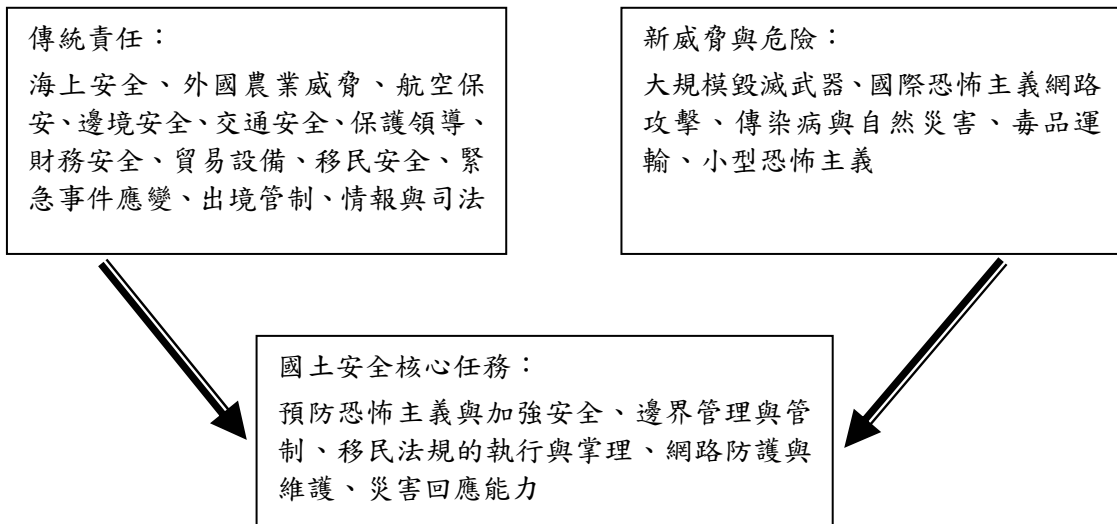 傳統責任：
海上安全、外國農業威脅、航空保
安、邊境安全、交通安全、保護領導、
財務安全、貿易設備、移民安全、緊
急事件應變、出境管制、情報與司法
新威脅與危險：
大規模毀滅武器、國際恐怖主義網路
攻擊、傳染病與自然災害、毒品運
輸、小型恐怖主義
國土安全核心任務：
預防恐怖主義與加強安全、邊界管理與管
制、移民法規的執行與掌理、網路防護與
維護、災害回應能力